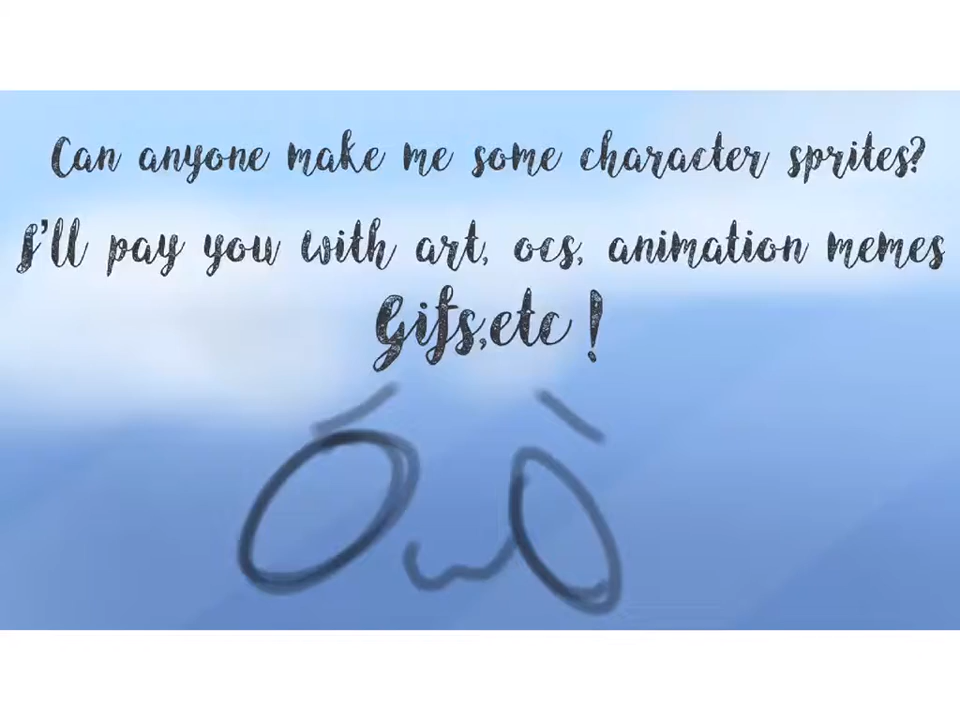 Can anyone make me some character sprites?
I'll pay you with art, ocs, animation memes
Gifs,etc !